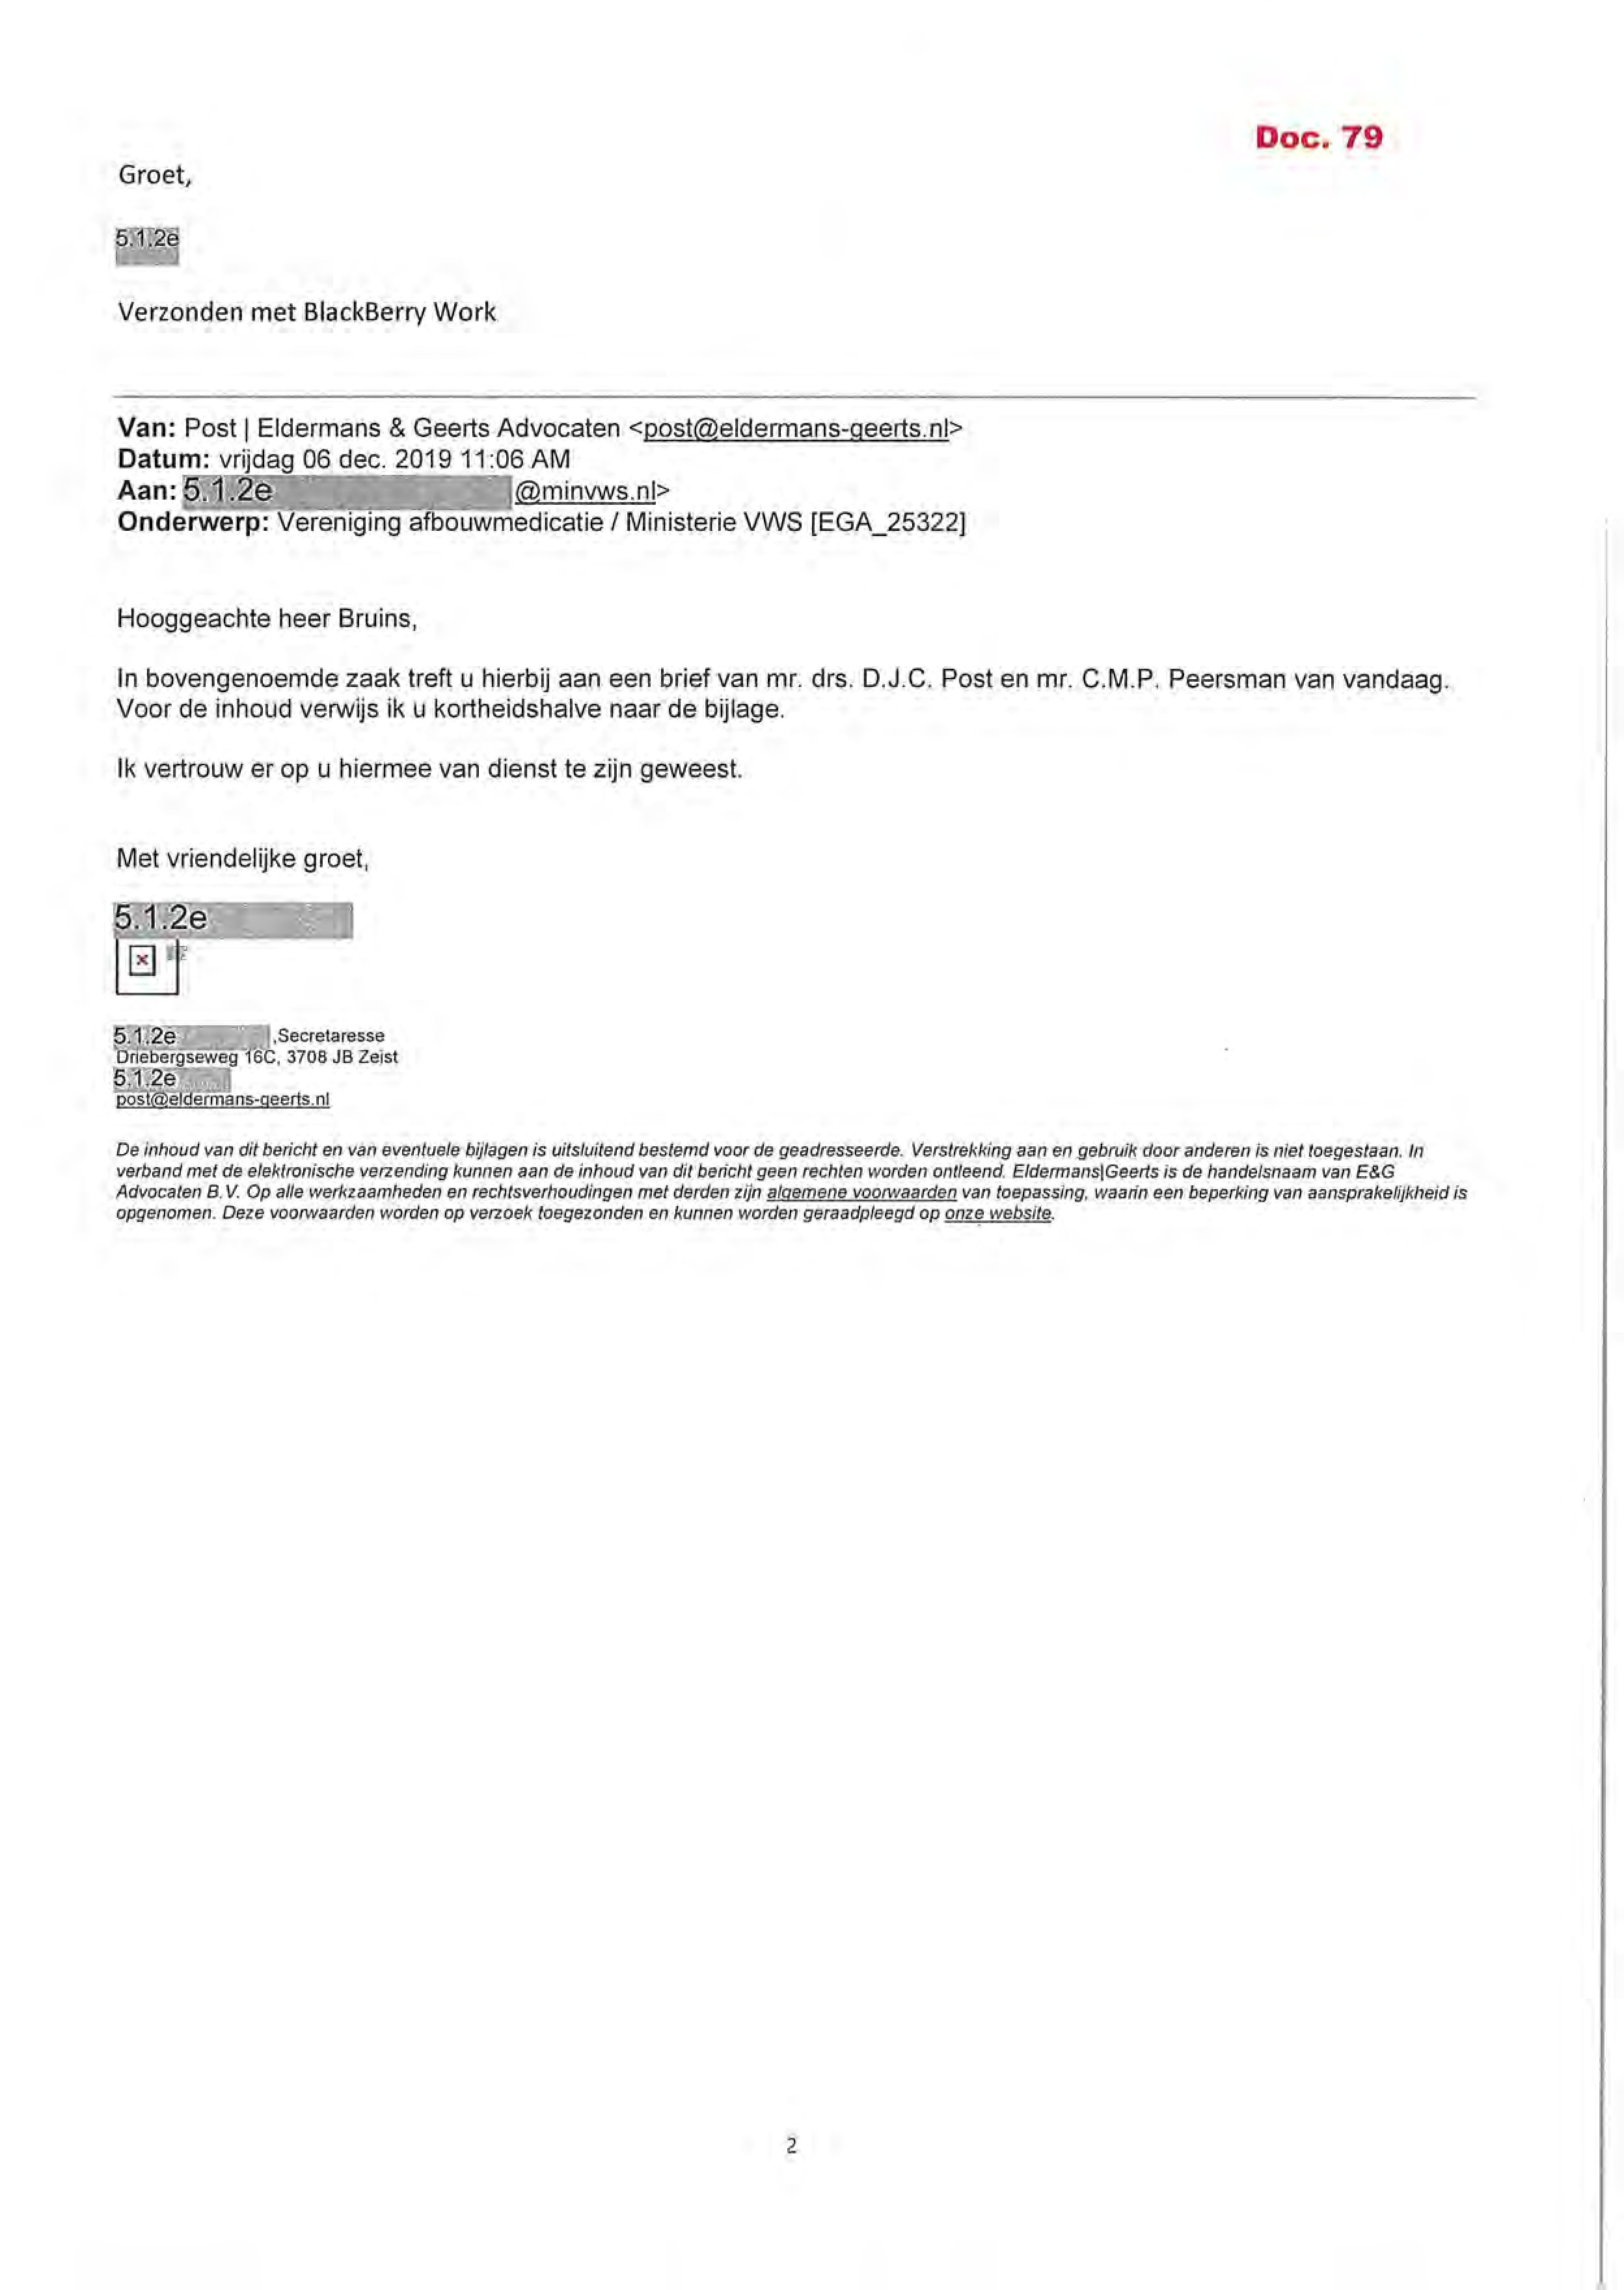 Doc. 79
Groet,
5.1.2e
Verzonden met BlackBerry Work
Van: Post | Eldermans & Geerts Advocaten <post@eldermans-geerts.nl>
Datum: vrijdag 06 dec. 2019 11:06 AM
Aan: 5.1.2e @minvws.nl>
Onderwerp: Vereniging afbouwmedicatie / Ministerie VWS [EGA_25322]
Hooggeachte heer Bruins,
In bovengenoemde zaak treft u hierbij aan een brief van mr. drs. D.J.C. Post en mr. C.M.P. Peersman van vandaag.
Voor de inhoud verwijs ik u kortheidshalve naar de bijlage.
Ik vertrouw er op u hiermee van dienst te zijn geweest.
Met vriendelijke groet,
5.1.2e
5.1.2e ,Secretaresse
Driebergseweg 16C, 3708 JB Zeist
5.1.2e
post@eldermans-geerts.nl
De inhoud van dit bericht en van eventuele bijlagen is uitsluitend bestemd voor de geadresseerde. Verstrekking aan en gebruik door anderen is niet toegestaan. In
verband met de elektronische verzending kunnen aan de inhoud van dit bericht geen rechten worden ontleend. Eldermans|Geerts is de handelsnaam van E&G
Advocaten B.V. Op alle werkzaamheden en rechtsverhoudingen met derden zijn algemene voorwaarden van toepassing, waarin een beperking van aansprakelijkheid is
opgenomen. Deze voorwaarden worden op verzoek toegezonden en kunnen worden geraadpleegd op onze website.
2